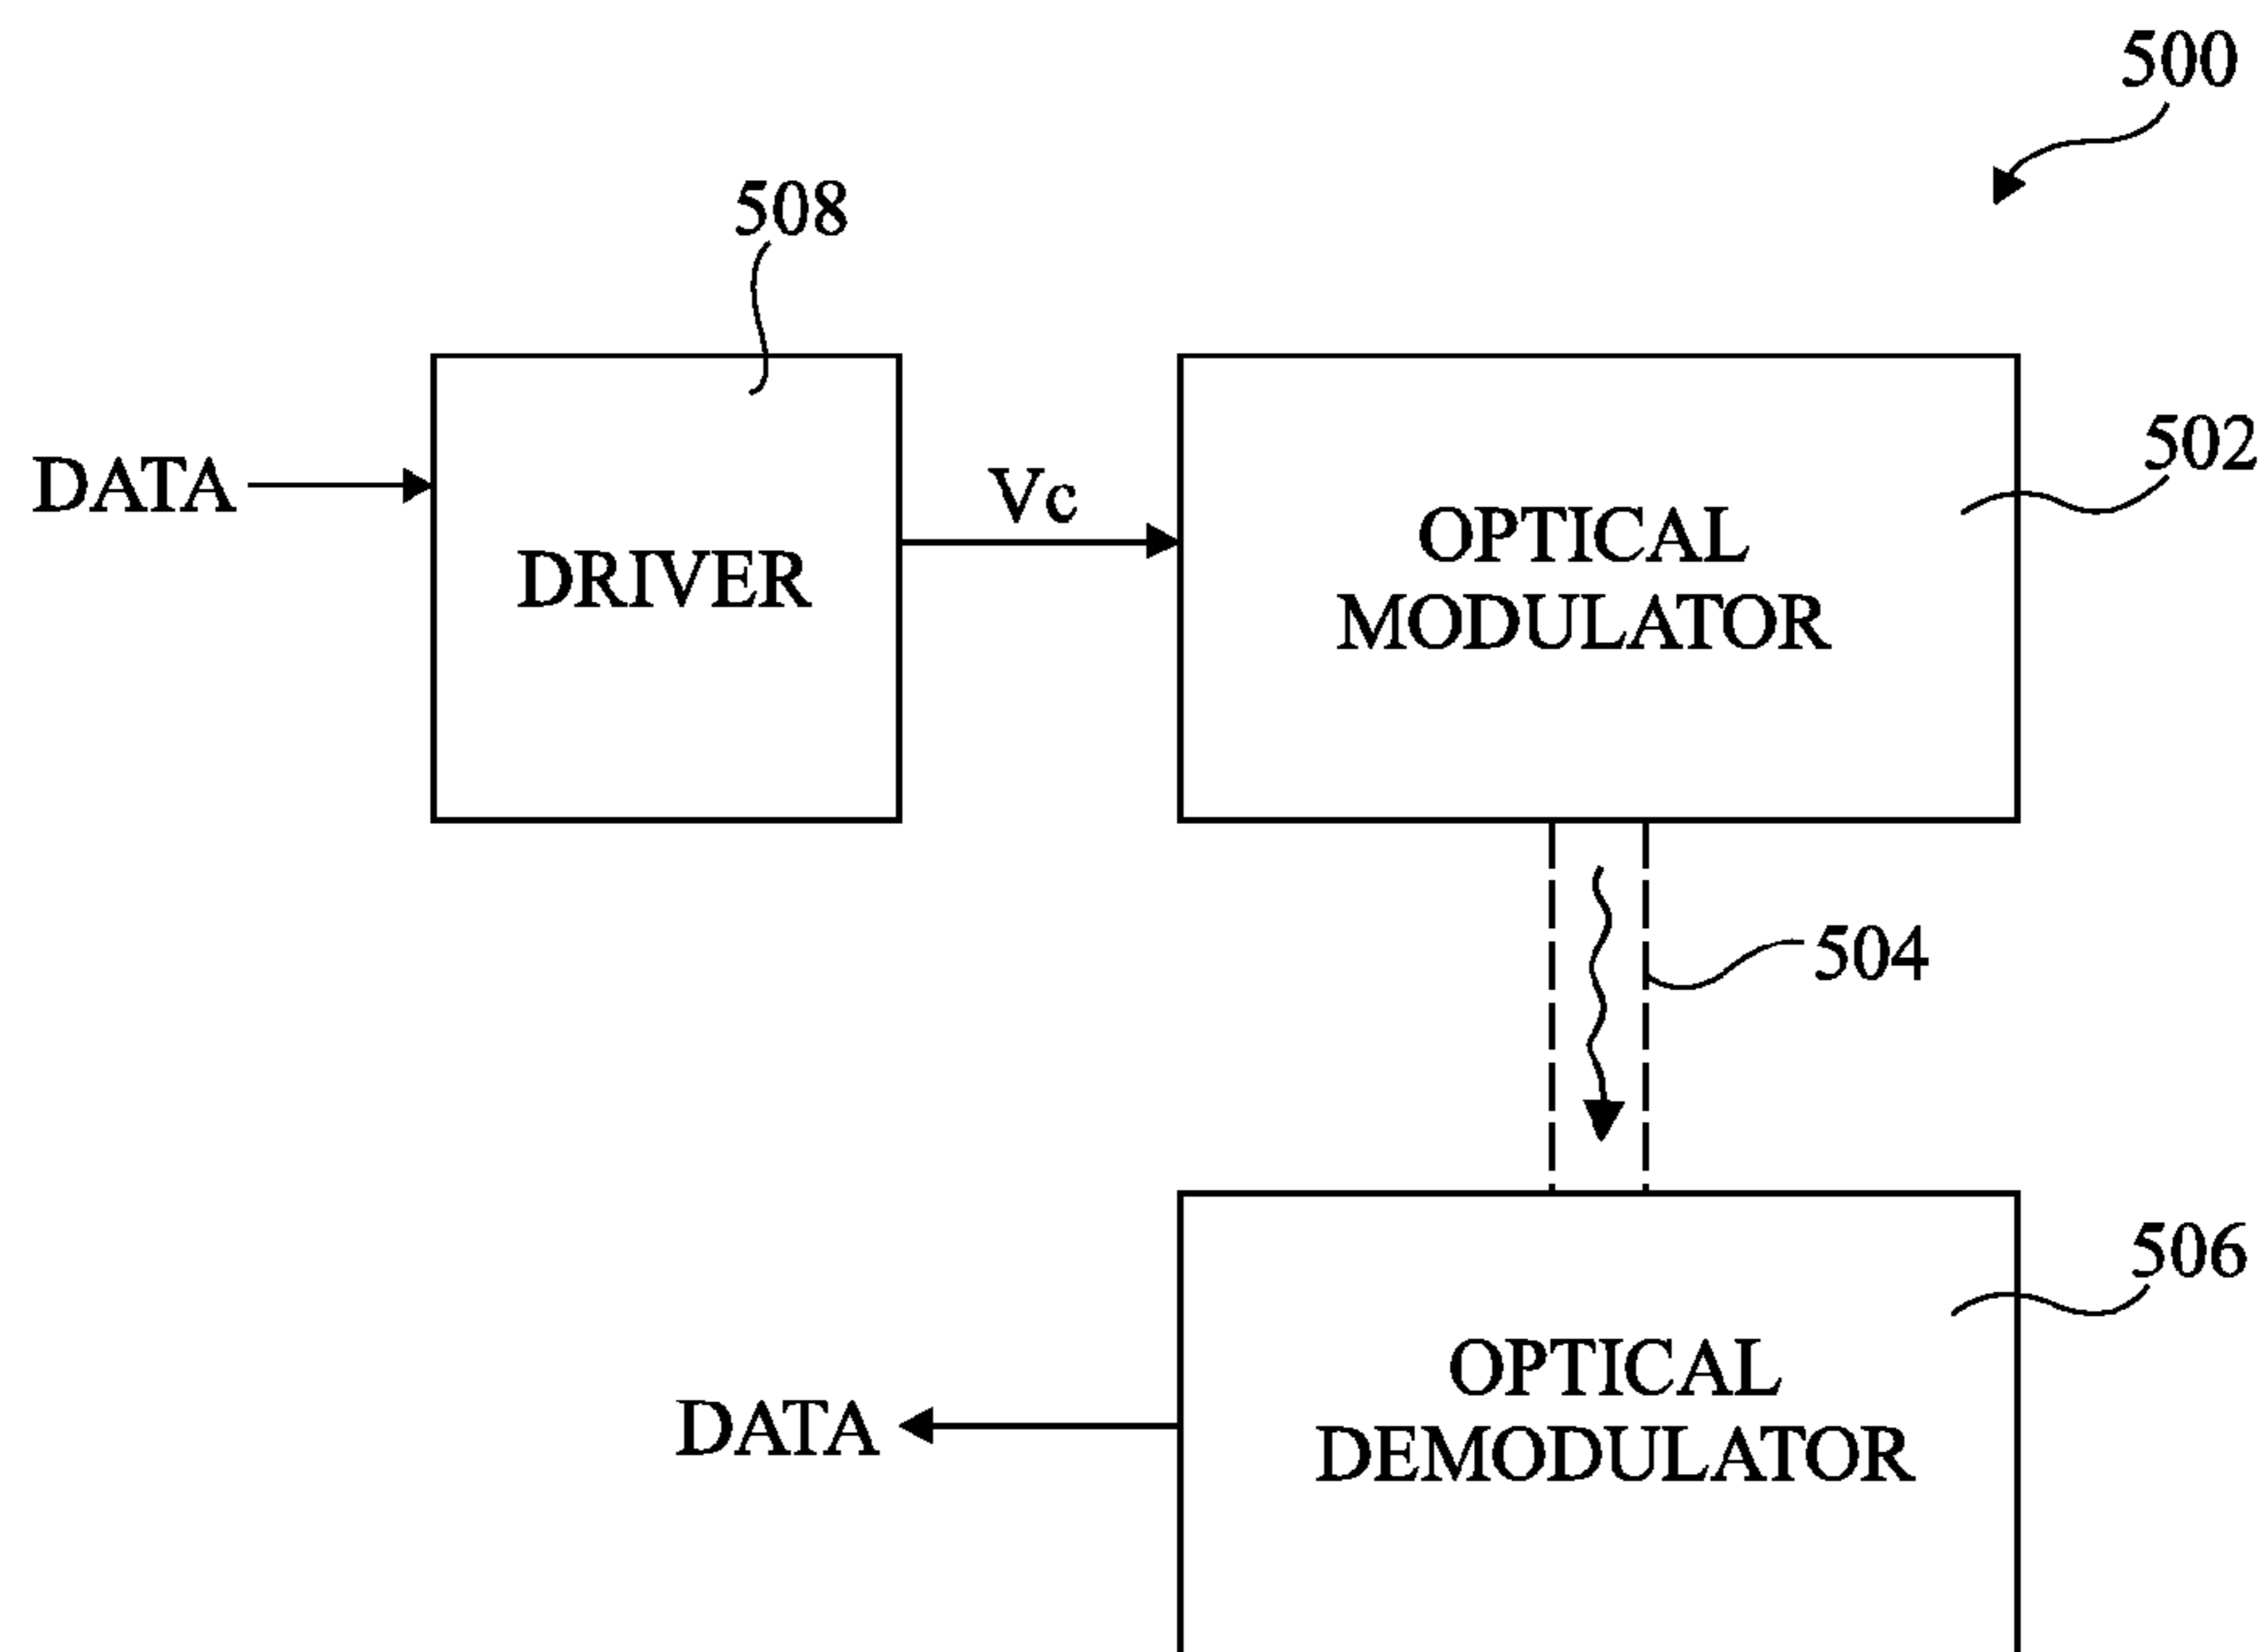 500
508
502
DATA
Vc
DRIVER
OPTICAL
MODULATOR
504
506
OPTICAL
DEMODULATOR
DATA